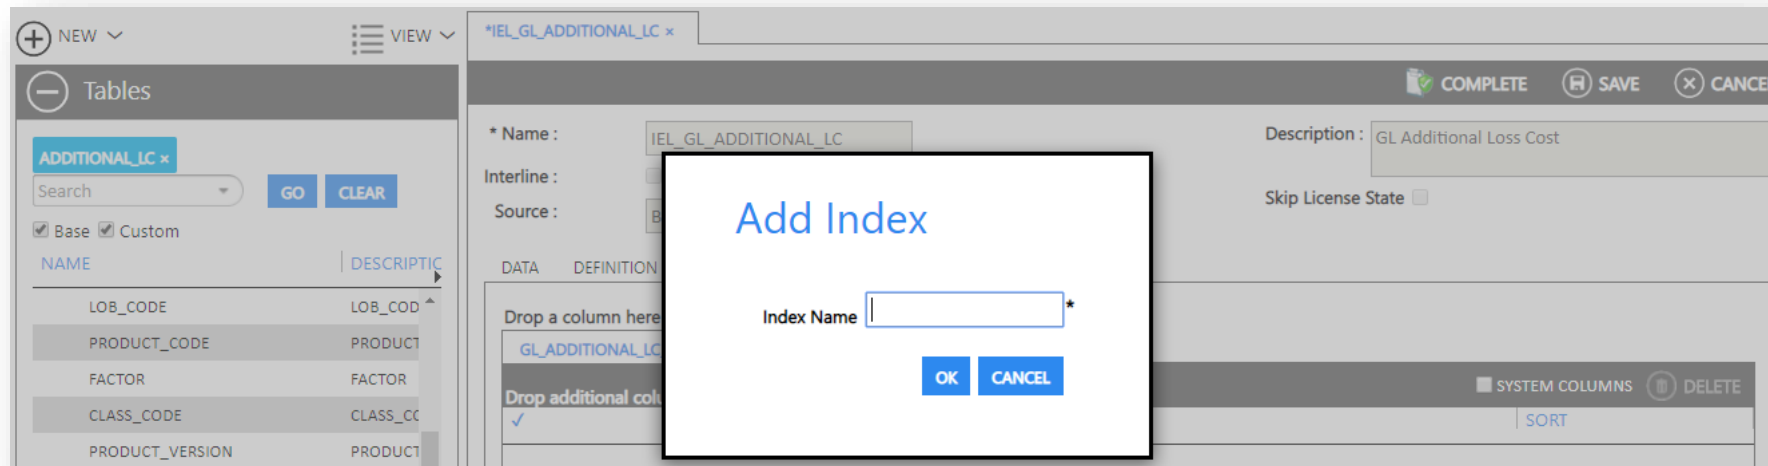 NEW
VIEW
Tables
ADDITIONAL_LC ×
Search
GO
CLEAR
Base
Custom
NAME
DESCRIPTIC
LOB_CODE
LOB_COD
PRODUCT_CODE
PRODUCT
FACTOR
FACTOR
CLASS_CODE
CLASS_CC
PRODUCT_VERSION
PRODUCT
*IEL_GL_ADDITIONAL_LC ×
COMPLETE
SAVE
CANCE
* Name :
IEL_GL_ADDITIONAL_LC
Description :
GL Additional Loss Cost
Interline :
Source :
B
Skip License State
DATA
DEFINITION
Drop a column here
GL_ADDITIONAL_LC
Drop additional colu
SYSTEM COLUMNS
DELETE
SORT
Add Index
Index Name
*
OK
CANCEL